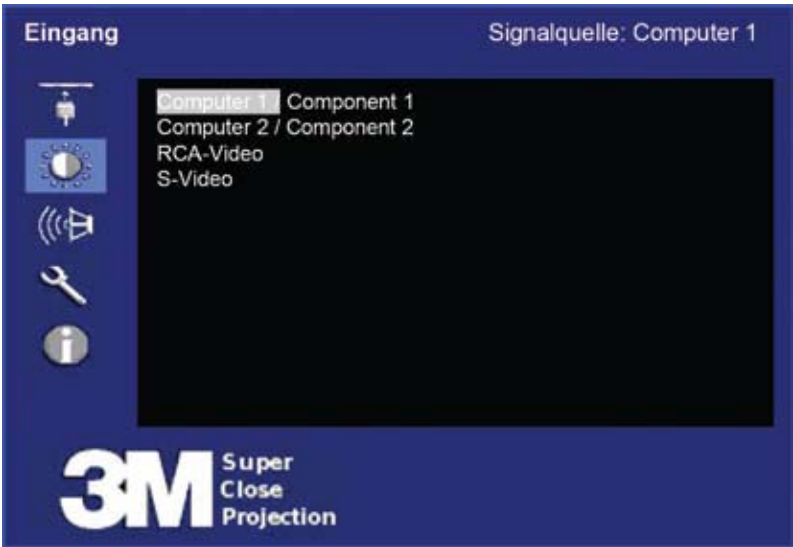 Eingang
Signalquelle: Computer 1
Computer 1 / Component 1
Computer 2 / Component 2
RCA-Video
S-Video
3M
Super
Close
Projection